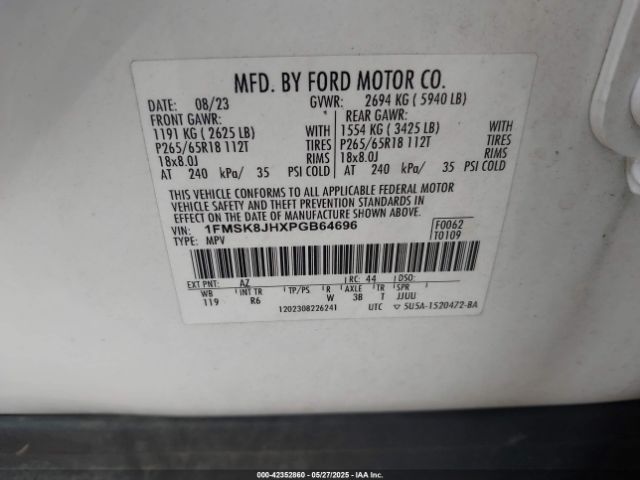 MFD. BY FORD MOTOR CO.
DATE: 08/23 GVWR: 2694 KG ( 5940 LB)
FRONT GAWR: REAR GAWR:
1191 KG ( 2625 LB) WITH 1554 KG ( 3425 LB) WITH
P265/65R18 112T TIRES P265/65R18 112T TIRES
18x8.0J RIMS 18x8.0J RIMS
AT 240 kPa/ 35 PSI COLD AT 240 kPa/ 35 PSI COLD
THIS VEHICLE CONFORMS TO ALL APPLICABLE FEDERAL MOTOR
VEHICLE SAFETY AND THEFT PREVENTION STANDARDS IN
EFFECT ON THE DATE OF MANUFACTURE SHOWN ABOVE.
VIN: 1FMSK8JHXPGB64696 F0062
TYPE: MPV T0109
EXT PNT: AZ RC: 44 DSO:
WB INT TR TP/PS R AXLE TR SPR
119 R6 W 3B T JJUU
1202308226241 UTC ▽ 5U5A-1520472-BA
000-42352860 - 05/27/2025 - IAAI.COM